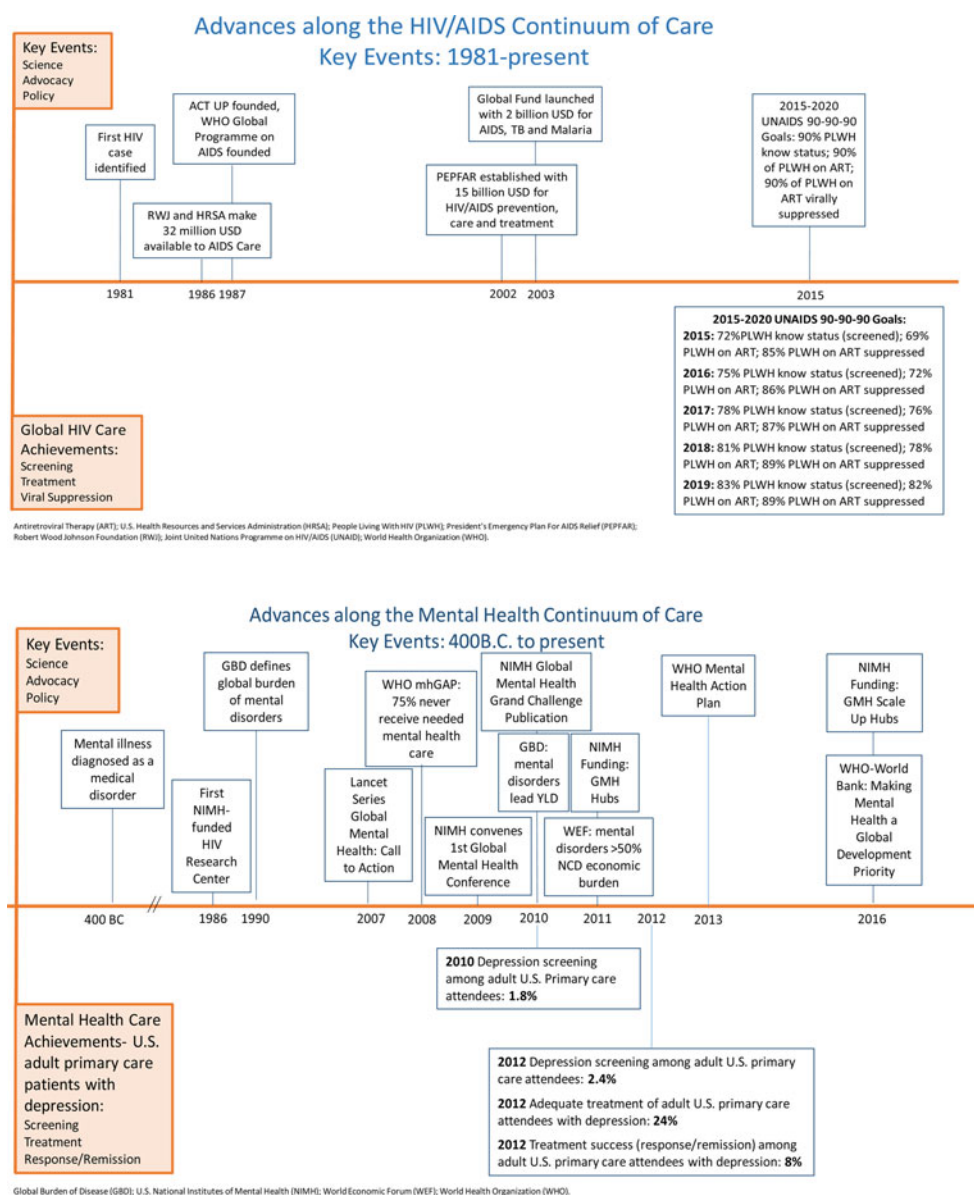 Advances along the HIV/AIDS Continuum of Care
Key Events: 1981-present
Key Events:
Science
Advocacy
Policy
First HIV
case
identified
ACT UP founded,
WHO Global
Programme on
AIDS founded
RWJ and HRSA make
32 million USD
available to AIDS Care
Global Fund launched
with 2 billion USD for
AIDS, TB and Malaria
PEPFAR established with
15 billion USD for
HIV/AIDS prevention,
care and treatment
2015-2020
UNAIDS 90-90-90
Goals: 90% PLWH
know status; 90%
of PLWH on ART;
90% of PLWH on
ART virally
suppressed
1981
1986
1987
2002
2003
2015
2015-2020 UNAIDS 90-90-90 Goals:
2015: 72%PLWH know status (screened); 69%
PLWH on ART; 85% PLWH on ART suppressed
2016: 75% PLWH know status (screened); 72%
PLWH on ART; 86% PLWH on ART suppressed
2017: 78% PLWH know status (screened); 76%
PLWH on ART; 87% PLWH on ART suppressed
2018: 81% PLWH know status (screened); 78%
PLWH on ART; 89% PLWH on ART suppressed
2019: 83% PLWH know status (screened); 82%
PLWH on ART; 89% PLWH on ART suppressed
Global HIV Care
Achievements:
Screening
Treatment
Viral Suppression
Antiretroviral Therapy (ART); U.S. Health Resources and Services Administration (HRSA); People Living With HIV (PLWH); President's Emergency Plan For AIDS Relief (PEPFAR);
Robert Wood Johnson Foundation (RWJ); Joint United Nations Programme on HIV/AIDS (UNAID); World Health Organization (WHO).
Advances along the Mental Health Continuum of Care
Key Events: 400B.C. to present
Key Events:
Science
Advocacy
Policy
Mental illness
diagnosed as a
medical
disorder
First
NIMH-
funded
HIV
Research
Center
GBD defines
global burden
of mental
disorders
Lancet
Series
Global
Mental
Health: Call
to Action
WHO mhGAP:
75% never
receive needed
mental health
care
NIMH convenes
1st Global
Mental Health
Conference
NIMH Global
Mental Health
Grand Challenge
Publication
GBD:
mental
disorders
lead YLD
NIMH
Funding:
GMH
Hubs
WEF: mental
disorders >50%
NCD economic
burden
WHO Mental
Health Action
Plan
NIMH
Funding:
GMH Scale
Up Hubs
WHO-World
Bank: Making
Mental
Health a
Global
Development
Priority
400 BC
1986
1990
2007
2008
2009
2010
2011
2012
2013
2016
2010 Depression screening
among adult U.S. Primary care
attendees: 1.8%
2012 Depression screening among adult U.S. primary
care attendees: 2.4%
2012 Adequate treatment of adult U.S. primary care
attendees with depression: 24%
2012 Treatment success (response/remission) among
adult U.S. primary care attendees with depression: 8%
Mental Health Care
Achievements- U.S.
adult primary care
patients with
depression:
Screening
Treatment
Response/Remission
Global Burden of Disease (GBD); U.S. National Institutes of Mental Health (NIMH); World Economic Forum (WEF); World Health Organization (WHO).